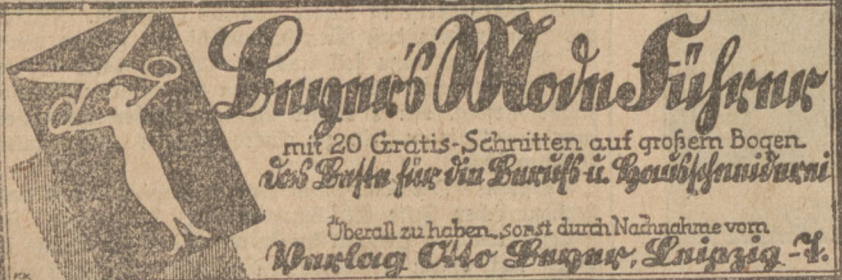 Beyer's Mode Führer
mit 20 Gratis-Schnitten auf großem Bogen
das Beste für die Berufs u. Hausschneiderei
Überall zu haben, sonst durch Nachnahme vom
Verlag Otto Beyer, Leipzig-T.